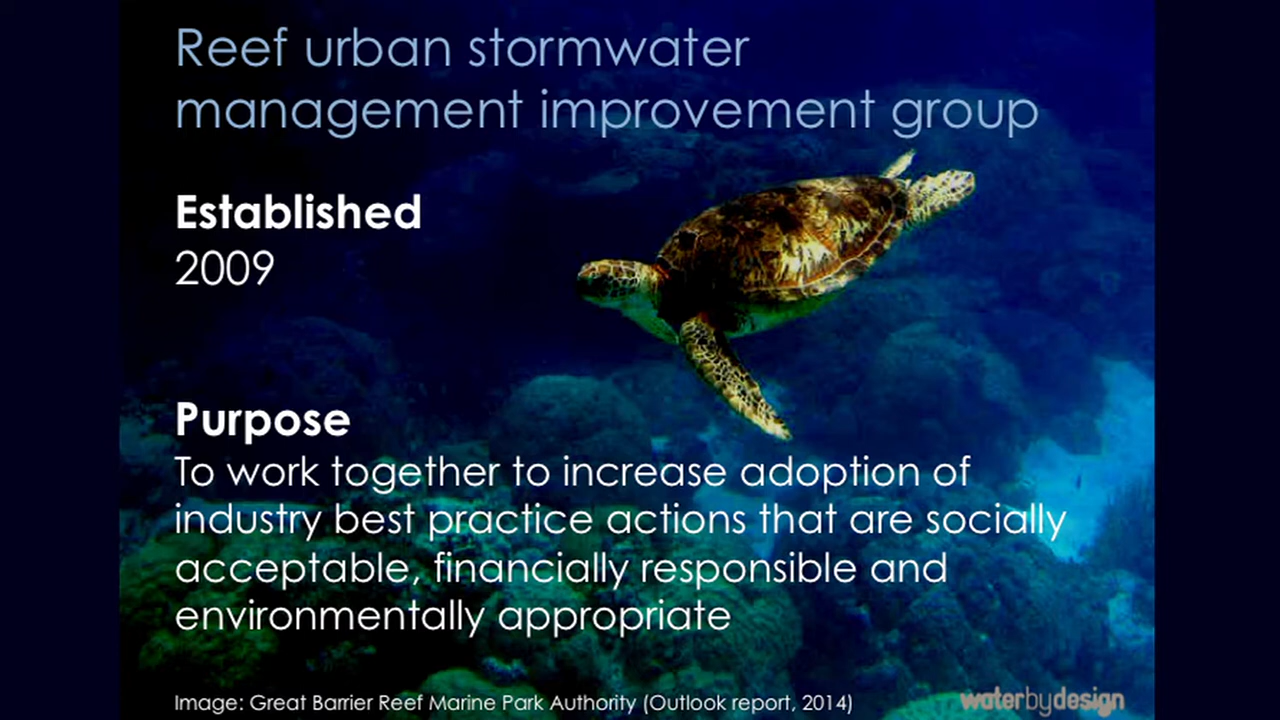 Reef urban stormwater
management improvement group
Established
2009
Purpose
To work together to increase adoption of
industry best practice actions that are socially
acceptable, financially responsible and
environmentally appropriate
Image: Great Barrier Reef Marine Park Authority (Outlook report, 2014)
waterbydesign